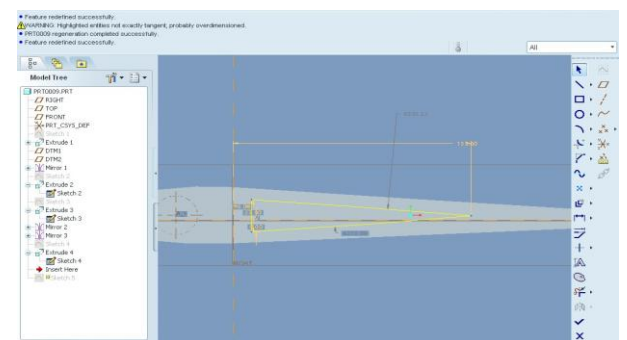 Feature redefined successfully.
WARNING: Highlighted entities not exactly tangent, probably overdimensioned.
PRT0009 regeneration completed successfully.
Feature redefined successfully.
All
Model Tree
PRT0009.PRT
RIGHT
TOP
FRONT
PRT_CSYS_DEF
Sketch 1
Extrude 1
DTM1
DTM2
Mirror 1
Sketch 2
Extrude 2
Sketch 2
Sketch 3
Extrude 3
Sketch 3
Mirror 2
Mirror 3
Sketch 4
Extrude 4
Sketch 4
Insert Here
Sketch 5
RIGHT